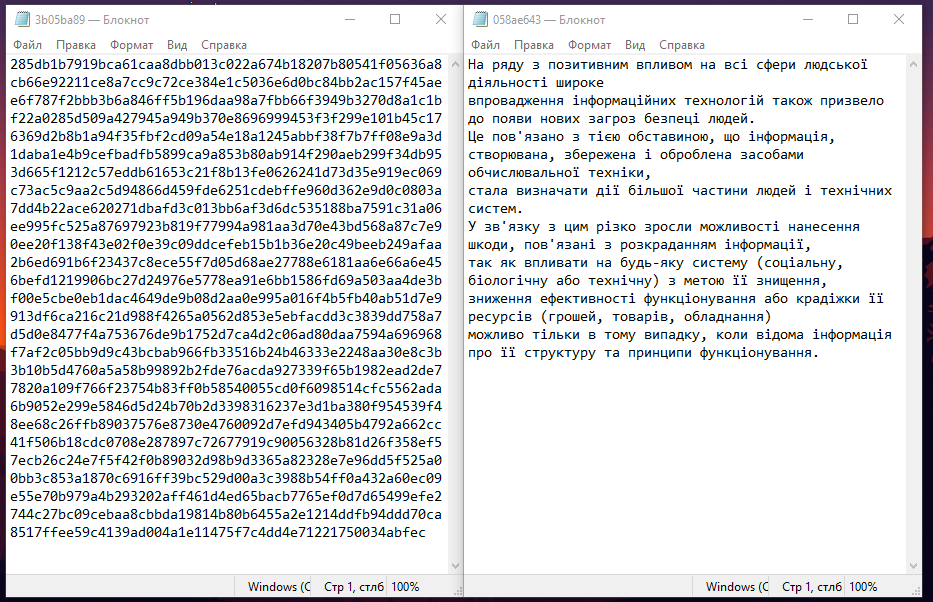 3b05ba89 — Блокнот
Файл Правка Формат Вид Справка
285db1b7919bca61caa8dbb013c022a674b18207b80541f05636a8
cb66e92211ce8a7cc9c72ce384e1c5036e6d0bc84bb2ac157f45ae
e6f787f2bbb3b6a846ff5b196daa98a7fbb66f3949b3270d8a1c1b
f22a0285d509a427945a949b370e8696999453f3f299e101b45c17
6369d2b8b1a94f35fbf2cd09a54e18a1245abbf38f7b7ff08e9a3d
1daba1e4b9cefbadfb5899ca9a853b80ab914f290aeb299f34db95
3d665f1212c57eddb61653c21f8b13fe0626241d73d35e919ec069
c73ac5c9aa2c5d94866d459fde6251cdebffe960d362e9d0c0803a
7dd4b22ace620271dbafd3c013bb6af3d6dc535188ba7591c31a06
ee995fc525a87697923b819f77994a981aa3d70e43bd568a87c7e9
0ee20f138f43e02f0e39c09ddcefeb15b1b36e20c49beeb249afaa
2b6ed691b6f23437c8ece55f7d05d68ae27788e6181aa6e66a6e45
6befd1219906bc27d24976e5778ea91e6bb1586fd69a503aa4de3b
f00e5cbe0eb1dac4649de9b08d2aa0e995a016f4b5fb40ab51d7e9
913df6ca216c21d988f4265a0562d853e5ebfacdd3c3839dd758a7
d5d0e8477f4a753676de9b1752d7ca4d2c06ad80daa7594a696968
f7af2c05bb9d9c43bcbab966fb33516b24b46333e2248aa30e8c3b
3b10b5d4760a5a58b99892b2fde76acda927339f65b1982ead2de7
7820a109f766f23754b83ff0b58540055cd0f6098514cfc5562ada
6b9052e299e5846d5d24b70b2d3398316237e3d1ba380f954539f4
8ee68c26ffb89037576e8730e4760092d7efd943405b4792a662cc
41f506b18cdc0708e287897c72677919c90056328b81d26f358ef5
7ecb26c24e7f5f42f0b89032d98b9d3365a82328e7e96dd5f525a0
0bb3c853a1870c6916ff39bc529d00a3c3988b54ff0a432a60ec09
e55e70b979a4b293202aff461d4ed65bacb7765ef0d7d65499efe2
744c27bc09cebaa8cbbda19814b80b6455a2e1214ddfb94ddd70ca
8517ffee59c4139ad004a1e11475f7c4dd4e71221750034abfec
Windows (C Стр 1, стлб 100%
058ae643 — Блокнот
Файл Правка Формат Вид Справка
На ряду з позитивним впливом на всі сфери людської
діяльності широке
впровадження інформаційних технологій також призвело
до появи нових загроз безпеці людей.
Це пов'язано з тією обставиною, що інформація,
створювана, збережена і оброблена засобами
обчислювальної техніки,
стала визначати дії більшої частини людей і технічних
систем.
У зв'язку з цим різко зросли можливості нанесення
шкоди, пов'язані з розкраданням інформації,
так як впливати на будь-яку систему (соціальну,
біологічну або технічну) з метою її знищення,
зниження ефективності функціонування або крадіжки її
ресурсів (грошей, товарів, обладнання)
можливо тільки в тому випадку, коли відома інформація
про її структуру та принципи функціонування.
Windows (C Стр 1, стлб 100%